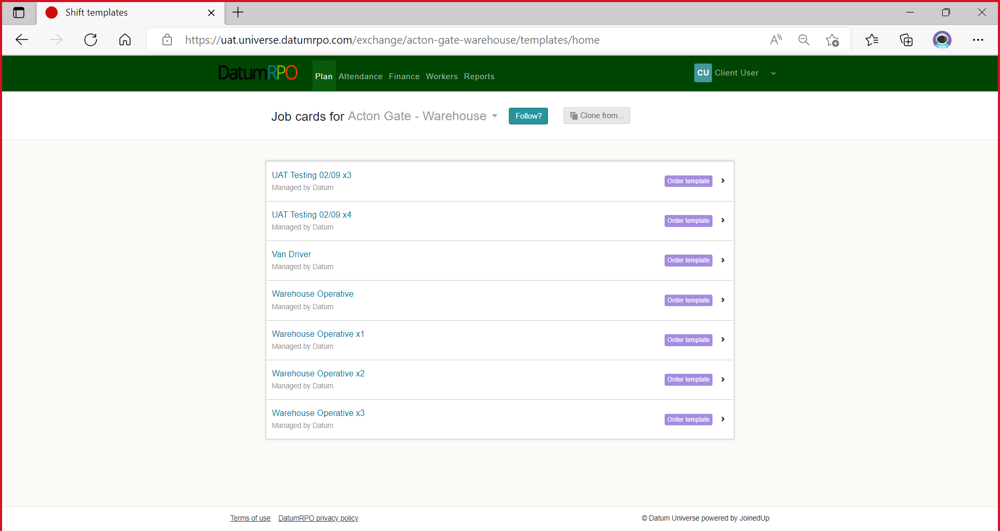 Shift templates
https://uat.universe.datumrpo.com/exchange/acton-gate-warehouse/templates/home
DatumRPO Plan Attendance Finance Workers Reports CU Client User
Job cards for Acton Gate - Warehouse Follow? Clone from...
UAT Testing 02/09 x3
Managed by Datum
Order template
UAT Testing 02/09 x4
Managed by Datum
Order template
Van Driver
Managed by Datum
Order template
Warehouse Operative
Managed by Datum
Order template
Warehouse Operative x1
Managed by Datum
Order template
Warehouse Operative x2
Managed by Datum
Order template
Warehouse Operative x3
Managed by Datum
Order template
Terms of use DatumRPO privacy policy © Datum Universe powered by JoinedUp